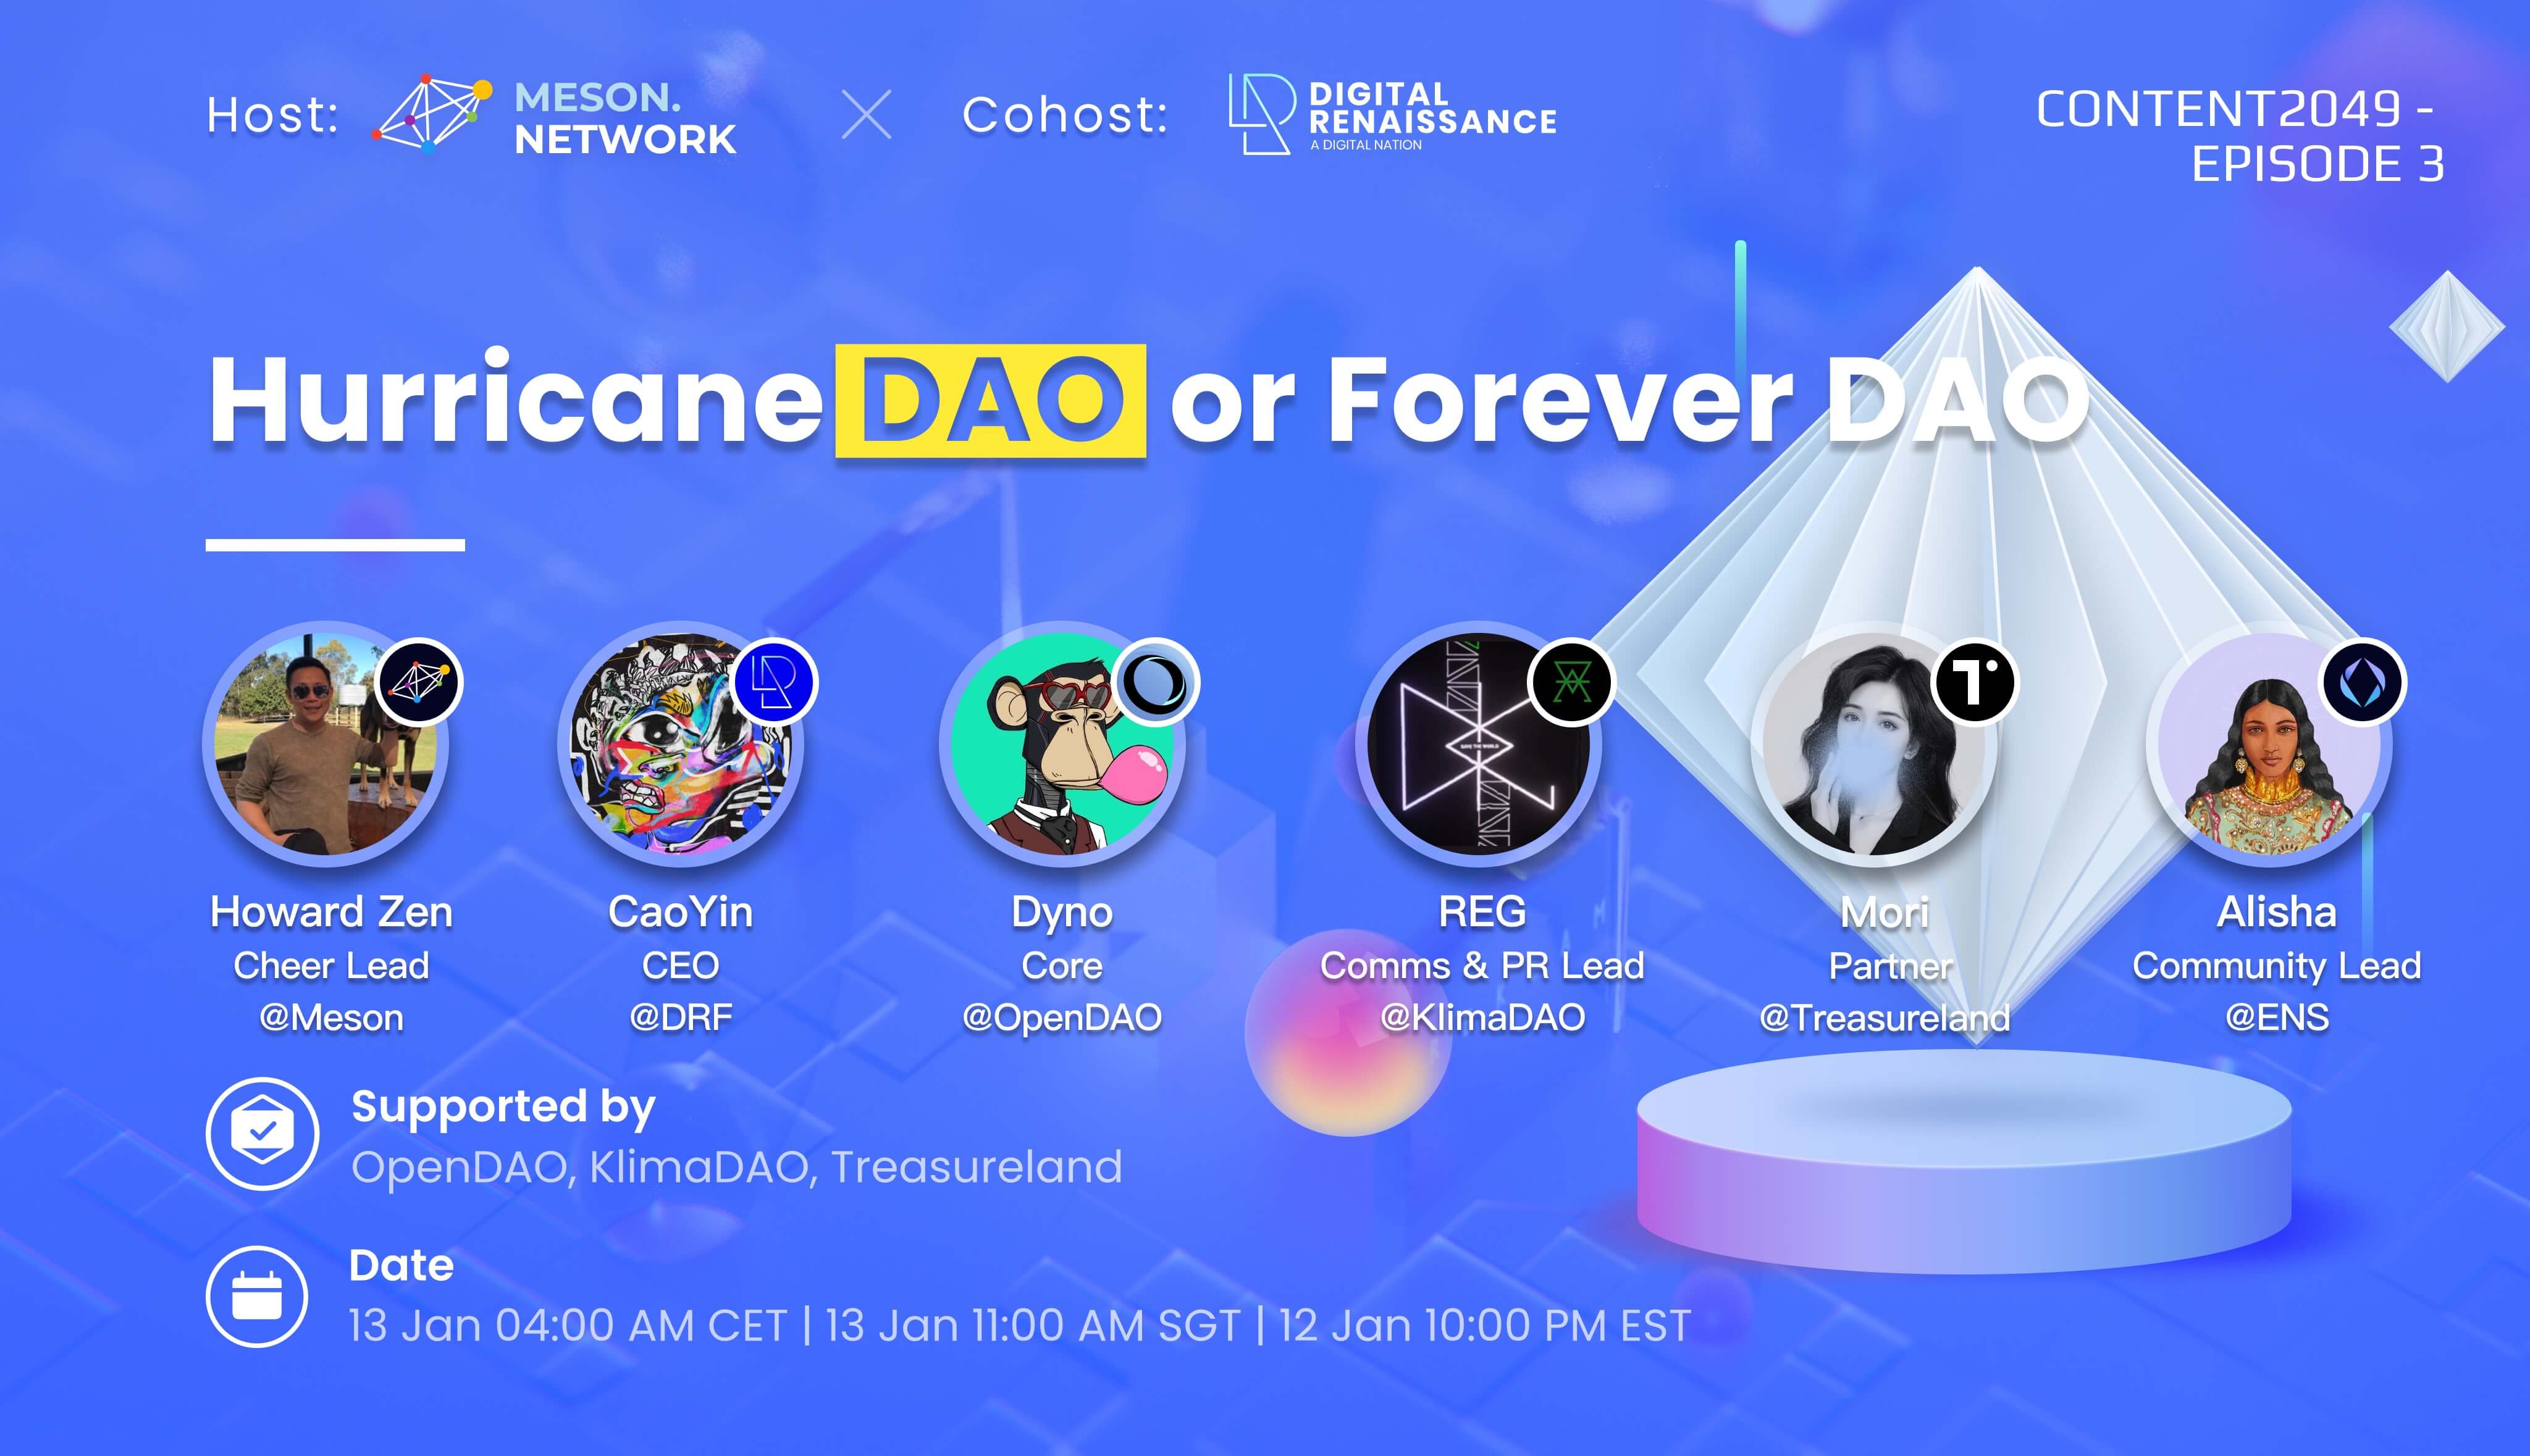 Host:
MESON.
NETWORK
Cohost:
DIGITAL
RENAISSANCE
A DIGITAL NATION
CONTENT2049 -
EPISODE 3
Hurricane DAO or Forever DAO
SAVE THE WORLD
Howard Zen
Cheer Lead
@Meson
CaoYin
CEO
@DRF
Dyno
Core
@OpenDAO
REG
Comms & PR Lead
@KlimaDAO
Mori
Partner
@Treasureland
Alisha
Community Lead
@ENS
Supported by
OpenDAO, KlimaDAO, Treasureland
Date
13 Jan 04:00 AM CET | 13 Jan 11:00 AM SGT | 12 Jan 10:00 PM EST